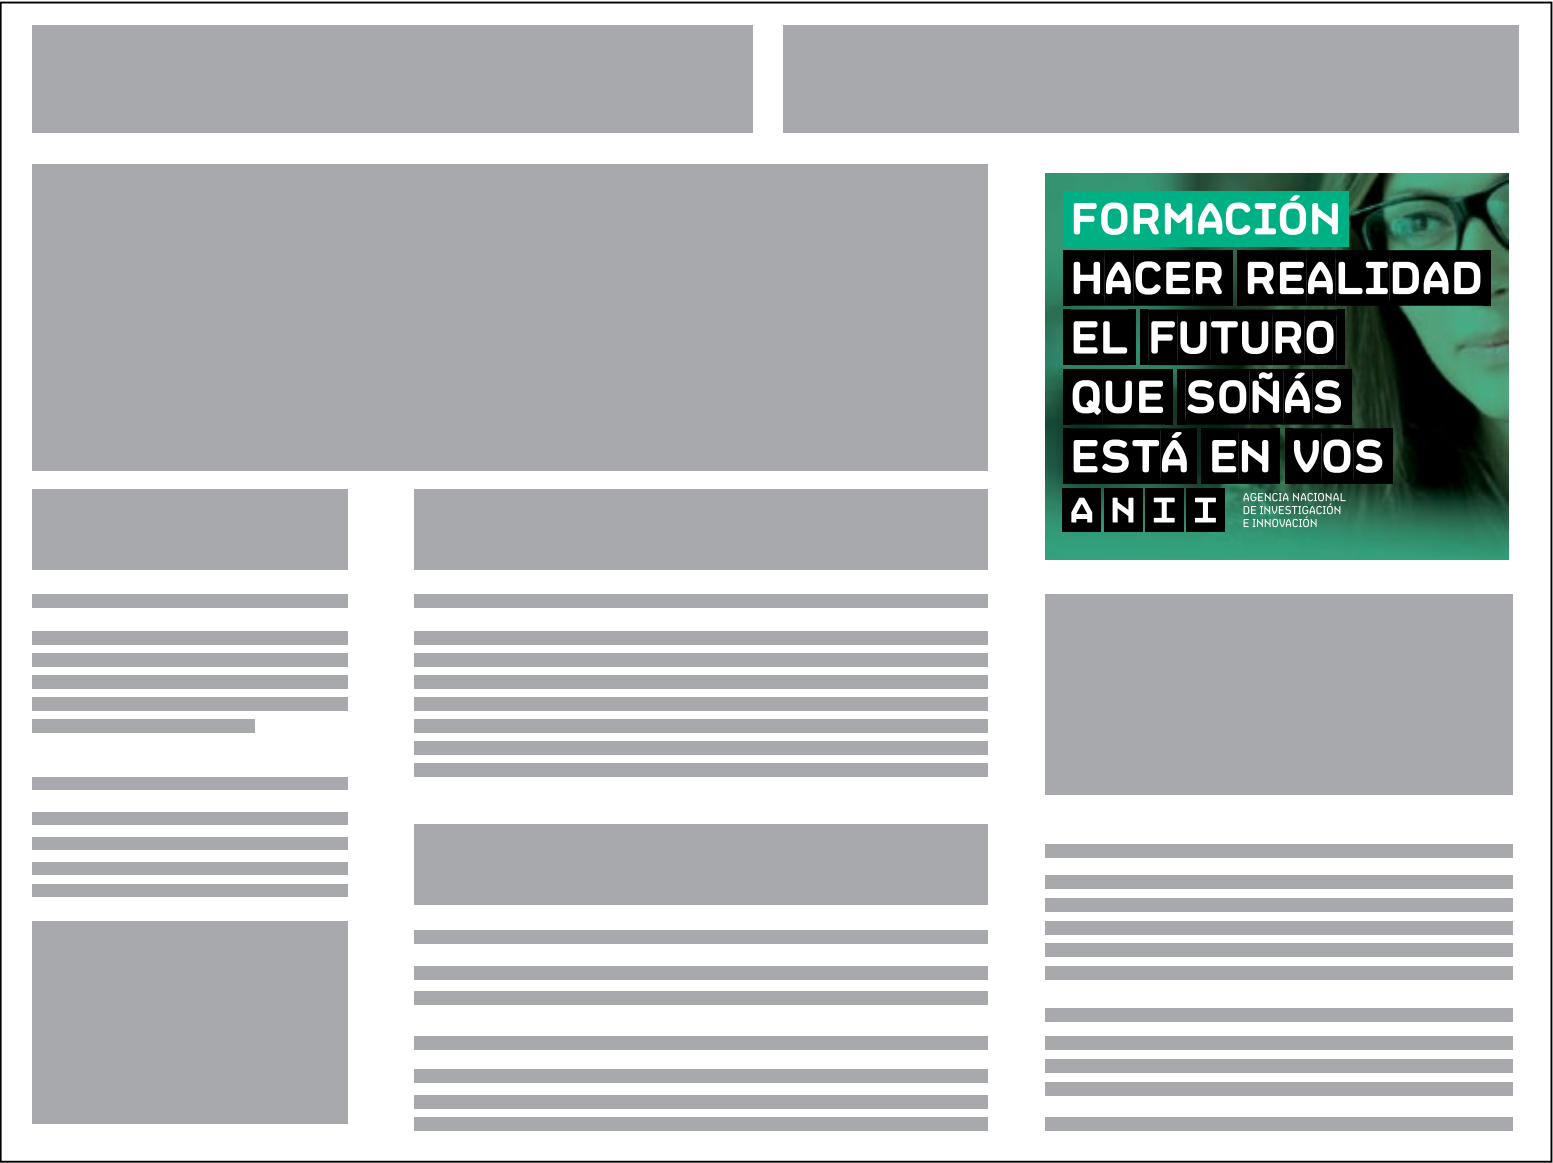 FORMACIÓN
HACER REALIDAD
EL FUTURO
QUE SOÑÁS
ESTÁ EN VOS
ANII
AGENCIA NACIONAL
DE INVESTIGACIÓN
E INNOVACIÓN